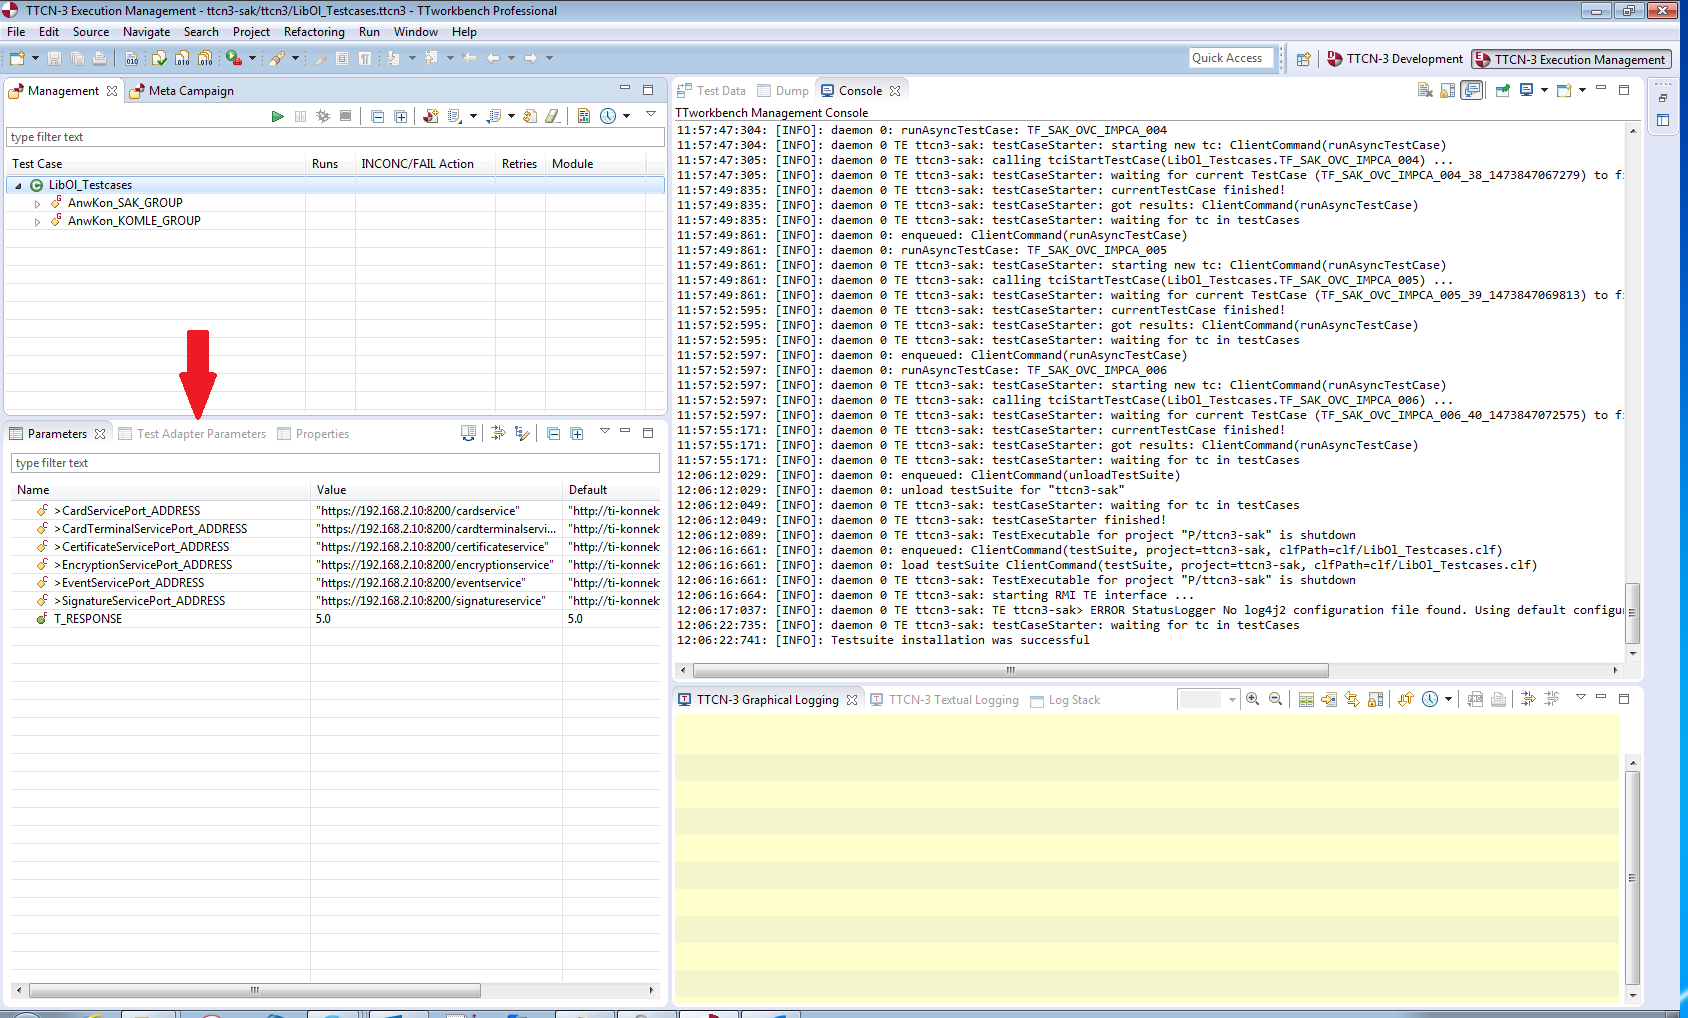 TTCN-3 Execution Management - ttcn3-sak/ttcn3/LibOI_Testcases.ttcn3 - TTworkbench Professional
File Edit Source Navigate Search Project Refactoring Run Window Help
Quick Access
TTCN-3 Development
TTCN-3 Execution Management
Management
Meta Campaign
type filter text
Test Case Runs INCONC/FAIL Action Retries Module
LibOI_Testcases
AnwKon_SAK_GROUP
AnwKon_KOMLE_GROUP
Parameters
Test Adapter Parameters
Properties
type filter text
Name Value Default
>CardServicePort_ADDRESS "https://192.168.2.10:8200/cardservice" "http://ti-konnek
>CardTerminalServicePort_ADDRESS "https://192.168.2.10:8200/cardterminalservi... "http://ti-konnek
>CertificateServicePort_ADDRESS "https://192.168.2.10:8200/certificateservice" "http://ti-konnek
>EncryptionServicePort_ADDRESS "https://192.168.2.10:8200/encryptionservice" "http://ti-konnek
>EventServicePort_ADDRESS "https://192.168.2.10:8200/eventservice" "http://ti-konnek
>SignatureServicePort_ADDRESS "https://192.168.2.10:8200/signatureservice" "http://ti-konnek
T_RESPONSE 5.0 5.0
Test Data
Dump
Console
TTworkbench Management Console
11:57:47:304: [INFO]: daemon 0: runAsyncTestCase: TF_SAK_OVC_IMPCA_004
11:57:47:304: [INFO]: daemon 0 TE ttcn3-sak: testCaseStarter: starting new tc: ClientCommand(runAsyncTestCase)
11:57:47:305: [INFO]: daemon 0 TE ttcn3-sak: calling tciStartTestCase(LibOl_Testcases.TF_SAK_OVC_IMPCA_004) ...
11:57:47:305: [INFO]: daemon 0 TE ttcn3-sak: testCaseStarter: waiting for current TestCase (TF_SAK_OVC_IMPCA_004_38_1473847067279) to fi
11:57:49:835: [INFO]: daemon 0 TE ttcn3-sak: testCaseStarter: currentTestCase finished!
11:57:49:835: [INFO]: daemon 0 TE ttcn3-sak: testCaseStarter: got results: ClientCommand(runAsyncTestCase)
11:57:49:835: [INFO]: daemon 0 TE ttcn3-sak: testCaseStarter: waiting for tc in testCases
11:57:49:861: [INFO]: daemon 0: enqueued: ClientCommand(runAsyncTestCase)
11:57:49:861: [INFO]: daemon 0: runAsyncTestCase: TF_SAK_OVC_IMPCA_005
11:57:49:861: [INFO]: daemon 0 TE ttcn3-sak: testCaseStarter: starting new tc: ClientCommand(runAsyncTestCase)
11:57:49:861: [INFO]: daemon 0 TE ttcn3-sak: calling tciStartTestCase(LibOl_Testcases.TF_SAK_OVC_IMPCA_005) ...
11:57:49:861: [INFO]: daemon 0 TE ttcn3-sak: testCaseStarter: waiting for current TestCase (TF_SAK_OVC_IMPCA_005_39_1473847069813) to fi
11:57:52:595: [INFO]: daemon 0 TE ttcn3-sak: testCaseStarter: currentTestCase finished!
11:57:52:595: [INFO]: daemon 0 TE ttcn3-sak: testCaseStarter: got results: ClientCommand(runAsyncTestCase)
11:57:52:595: [INFO]: daemon 0 TE ttcn3-sak: testCaseStarter: waiting for tc in testCases
11:57:52:597: [INFO]: daemon 0: enqueued: ClientCommand(runAsyncTestCase)
11:57:52:597: [INFO]: daemon 0: runAsyncTestCase: TF_SAK_OVC_IMPCA_006
11:57:52:597: [INFO]: daemon 0 TE ttcn3-sak: testCaseStarter: starting new tc: ClientCommand(runAsyncTestCase)
11:57:52:597: [INFO]: daemon 0 TE ttcn3-sak: calling tciStartTestCase(LibOl_Testcases.TF_SAK_OVC_IMPCA_006) ...
11:57:52:597: [INFO]: daemon 0 TE ttcn3-sak: testCaseStarter: waiting for current TestCase (TF_SAK_OVC_IMPCA_006_40_1473847072575) to fi
11:57:55:171: [INFO]: daemon 0 TE ttcn3-sak: testCaseStarter: currentTestCase finished!
11:57:55:171: [INFO]: daemon 0 TE ttcn3-sak: testCaseStarter: got results: ClientCommand(runAsyncTestCase)
11:57:55:171: [INFO]: daemon 0 TE ttcn3-sak: testCaseStarter: waiting for tc in testCases
12:06:12:029: [INFO]: daemon 0: enqueued: ClientCommand(unloadTestSuite)
12:06:12:029: [INFO]: daemon 0: unload testSuite for "ttcn3-sak"
12:06:12:049: [INFO]: daemon 0 TE ttcn3-sak: testCaseStarter: waiting for tc in testCases
12:06:12:049: [INFO]: daemon 0 TE ttcn3-sak: testCaseStarter finished!
12:06:12:089: [INFO]: daemon 0 TE ttcn3-sak: TestExecutable for project "P/ttcn3-sak" is shutdown
12:06:16:661: [INFO]: daemon 0: enqueued: ClientCommand(testSuite, project=ttcn3-sak, clfPath=clf/LibOl_Testcases.clf)
12:06:16:661: [INFO]: daemon 0: load testSuite ClientCommand(testSuite, project=ttcn3-sak, clfPath=clf/LibOl_Testcases.clf)
12:06:16:661: [INFO]: daemon 0 TE ttcn3-sak: TestExecutable for project "P/ttcn3-sak" is shutdown
12:06:16:664: [INFO]: daemon 0 TE ttcn3-sak: starting RMI TE interface ...
12:06:17:037: [INFO]: daemon 0 TE ttcn3-sak: TE ttcn3-sak> ERROR StatusLogger No log4j2 configuration file found. Using default configur
12:06:22:735: [INFO]: daemon 0 TE ttcn3-sak: testCaseStarter: waiting for tc in testCases
12:06:22:741: [INFO]: Testsuite installation was successful
TTCN-3 Graphical Logging
TTCN-3 Textual Logging
Log Stack